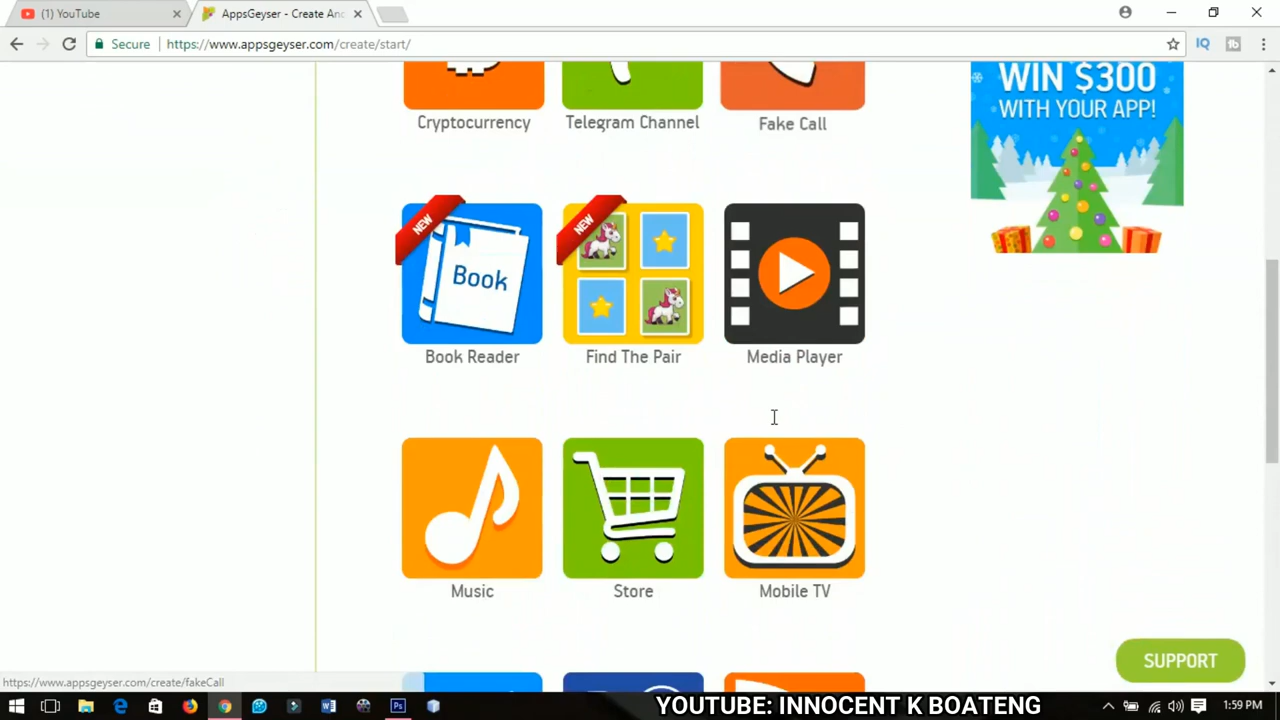 (1) YouTube
AppsGeyser - Create And
Secure
https://www.appsgeyser.com/create/start/
IQ
tb
WIN $300
WITH YOUR APP!
Cryptocurrency
Telegram Channel
Fake Call
NEW
Book
NEW
Book Reader
Find The Pair
Media Player
Music
Store
Mobile TV
SUPPORT
https://www.appsgeyser.com/create/fakeCall
YOUTUBE: INNOCENT K BOATENG
1:59 PM